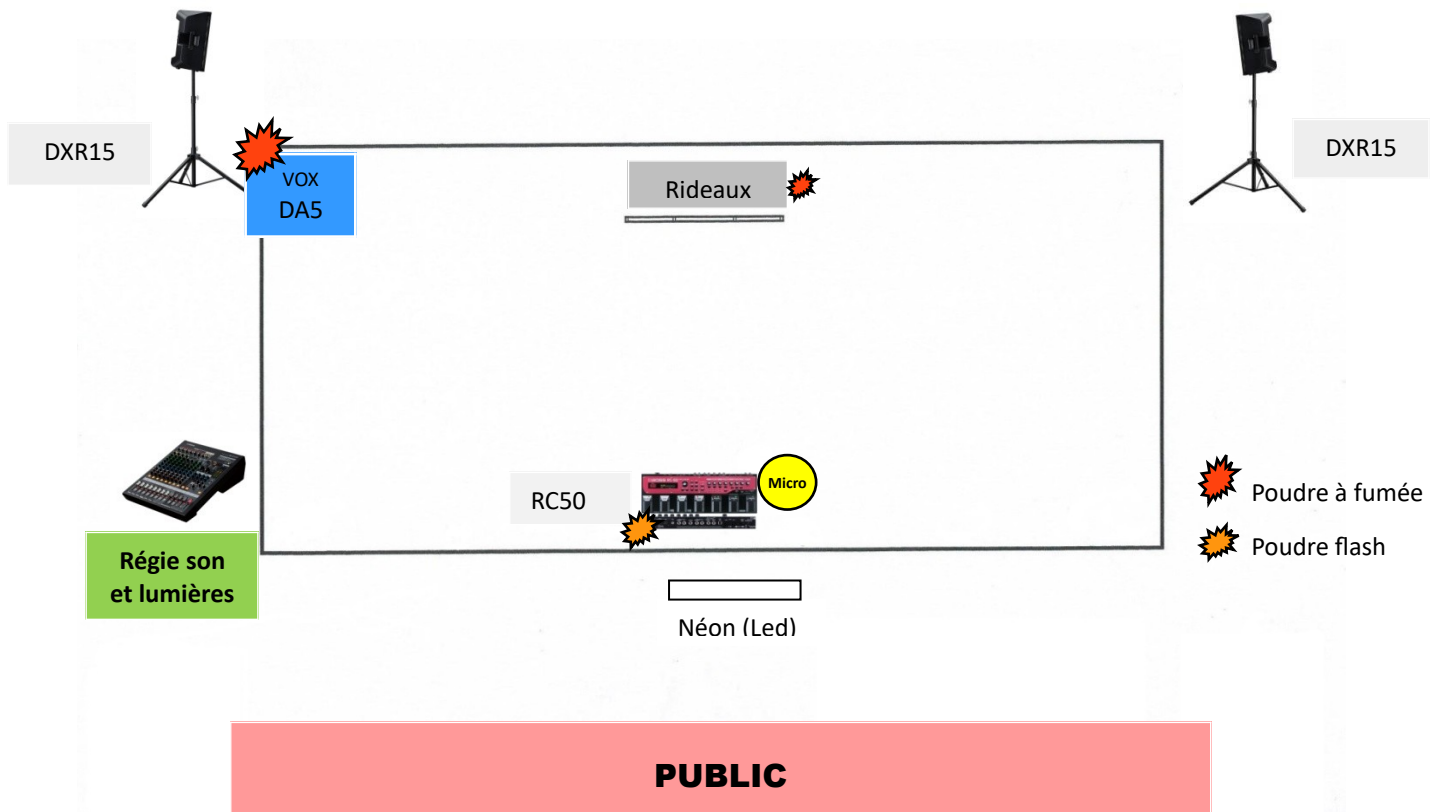 DXR15
DXR15
VOX
DA5
Rideaux
RC50
Micro
Poudre à fumée
Poudre flash
Régie son
et lumières
Néon (Led)
PUBLIC